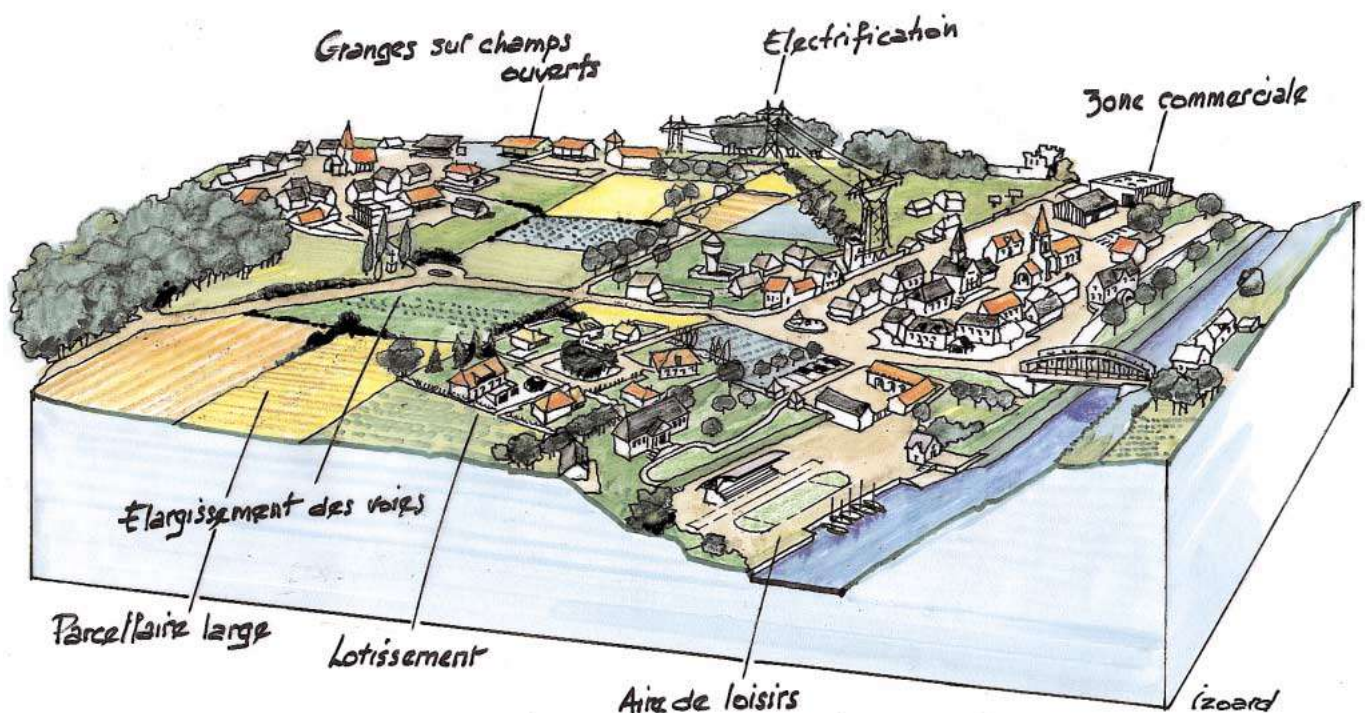 Granges sur champs
ouverts
Electrification
Zone commerciale
Elargissement des voies
Parcellaire large
Lotissement
Aire de loisirs
izoard